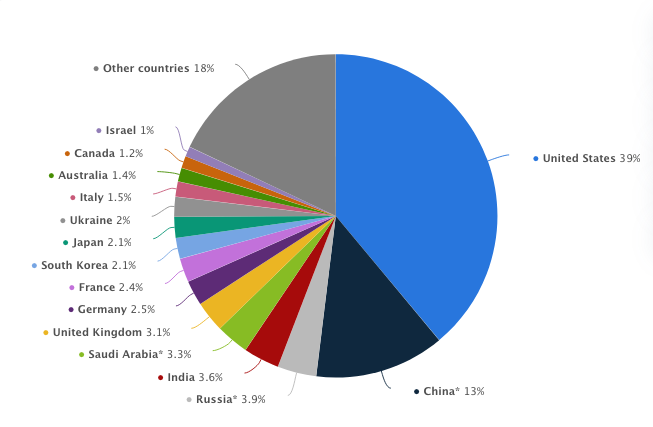 Other countries 18%
Israel 1%
Canada 1.2%
Australia 1.4%
Italy 1.5%
Ukraine 2%
Japan 2.1%
South Korea 2.1%
France 2.4%
Germany 2.5%
United Kingdom 3.1%
Saudi Arabia* 3.3%
India 3.6%
Russia* 3.9%
United States 39%
China* 13%